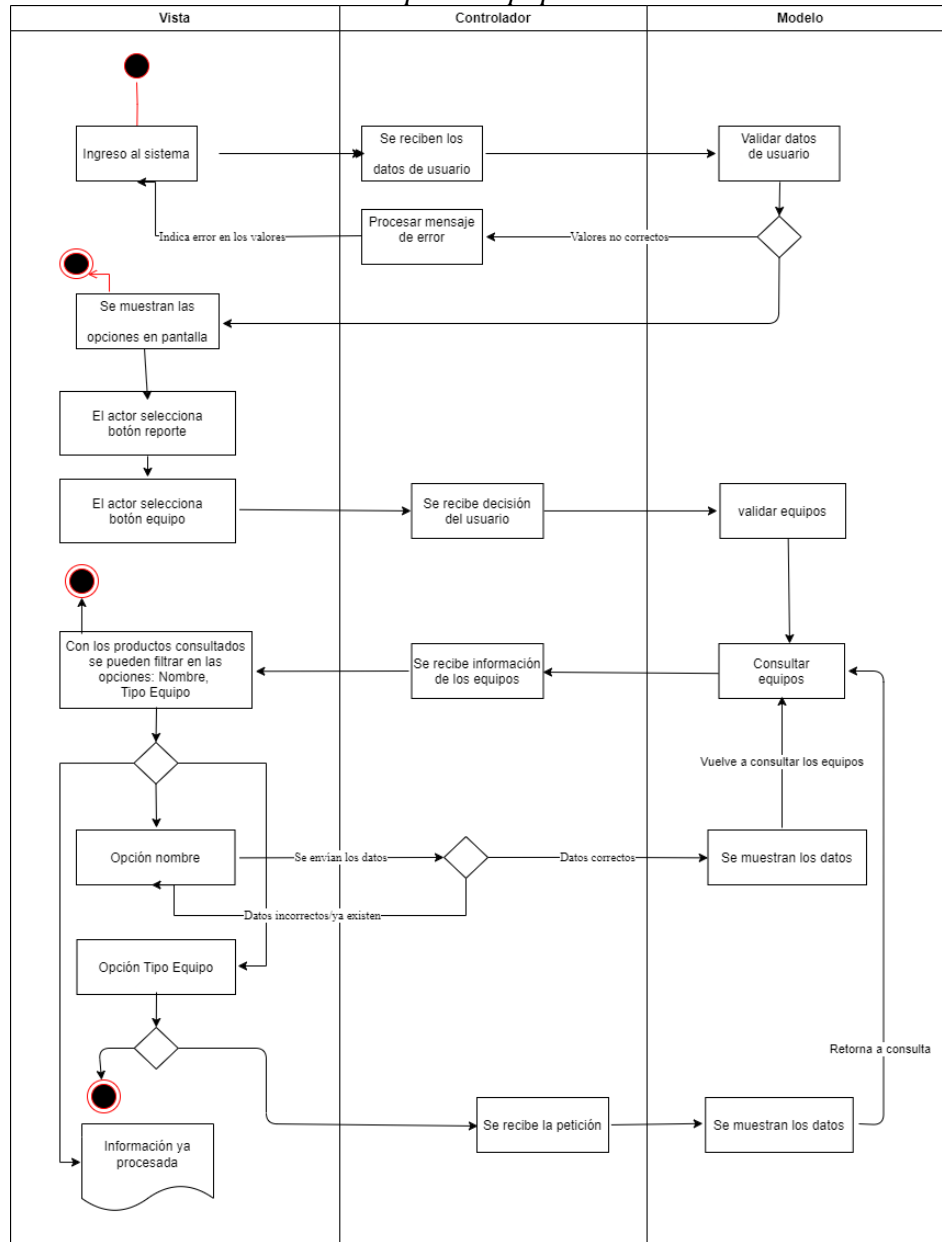 Vista
Controlador
Modelo
Ingreso al sistema
Se reciben los
datos de usuario
Validar datos
de usuario
Procesar mensaje
de error
Indica error en los valores
Valores no correctos
Se muestran las
opciones en pantalla
El actor selecciona
botón reporte
El actor selecciona
botón equipo
Se recibe decisión
del usuario
validar equipos
Con los productos consultados
se pueden filtrar en las
opciones: Nombre,
Tipo Equipo
Se recibe información
de los equipos
Consultar
equipos
Vuelve a consultar los equipos
Opción nombre
Se envían los datos
Datos correctos
Se muestran los datos
Datos incorrectos/ya existen
Opción Tipo Equipo
Retorna a consulta
Se recibe la petición
Se muestran los datos
Información ya
procesada